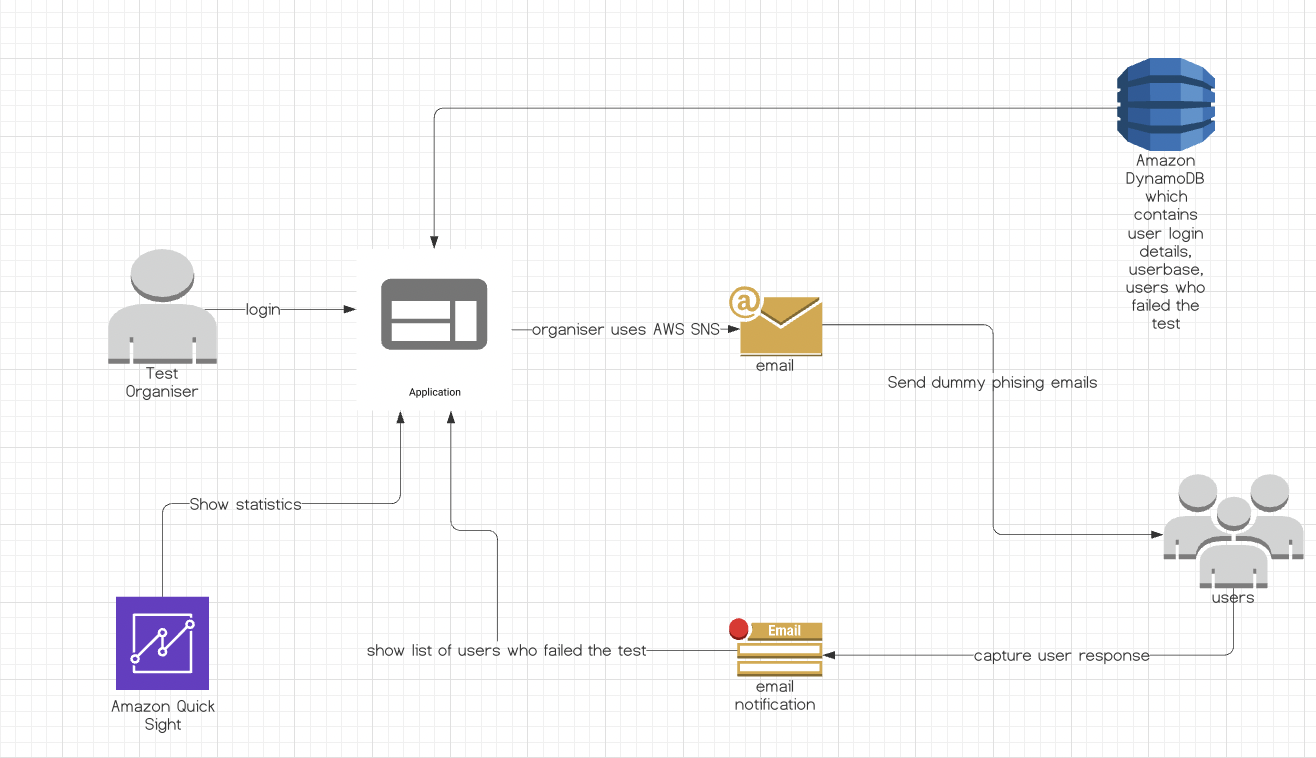 Amazon
DynamoDB
which
contains
user login
details,
userbase,
users who
failed the
test
login
Test
Organiser
Application
organiser uses AWS SNS
@
email
Send dummy phising emails
Show statistics
users
Email
show list of users who failed the test
capture user response
email
notification
Amazon Quick
Sight